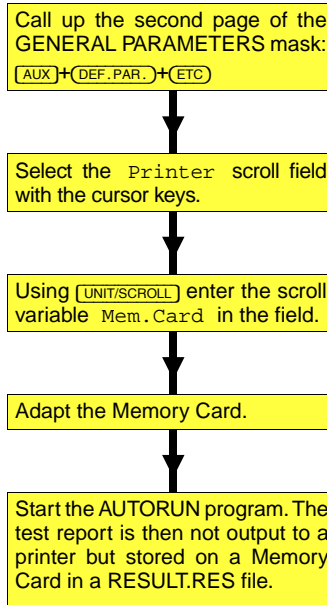 Call up the second page of the
GENERAL PARAMETERS mask:
[AUX]+(DEF.PAR.)+(ETC)
Select the Printer scroll field
with the cursor keys.
Using [UNIT/SCROLL] enter the scroll
variable Mem.Card in the field.
Adapt the Memory Card.
Start the AUTORUN program. The
test report is then not output to a
printer but stored on a Memory
Card in a RESULT.RES file.